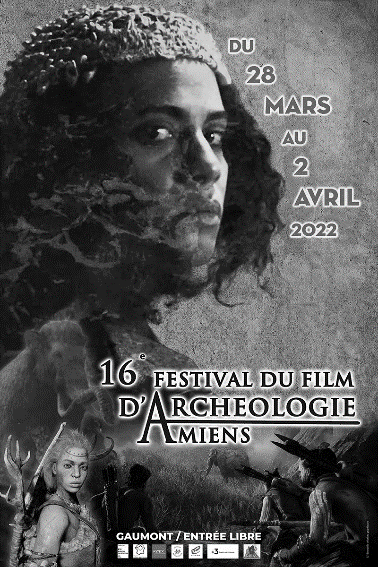 DU
28
MARS
AU
2
AVRIL
2022
16e FESTIVAL DU FILM
D'ARCHEOLOGIE
AMIENS
GAUMONT / ENTRÉE LIBRE